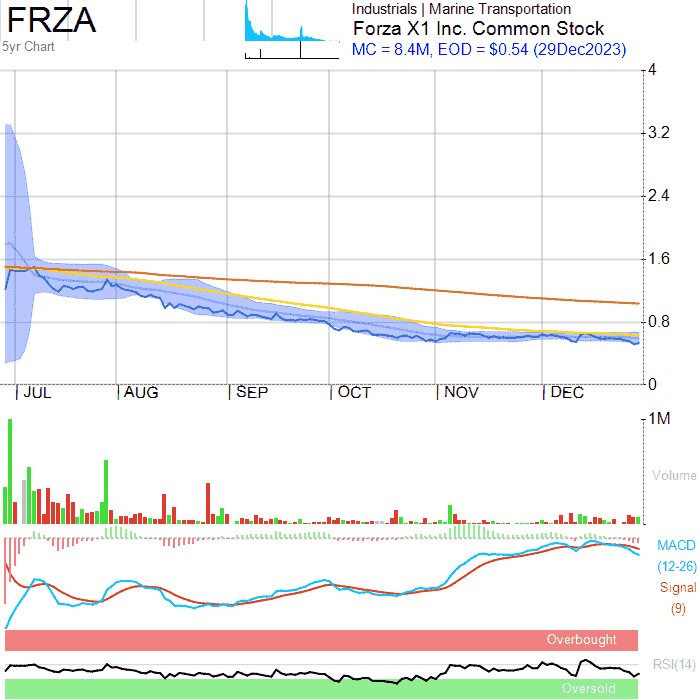 FRZA
5yr Chart
Industrials | Marine Transportation
Forza X1 Inc. Common Stock
MC = 8.4M, EOD = $0.54 (29Dec2023)
4
3.2
2.4
1.6
0.8
0
JUL AUG SEP OCT NOV DEC
1M
Volume
MACD
(12-26)
Signal
(9)
Overbought
RSI(14)
Oversold